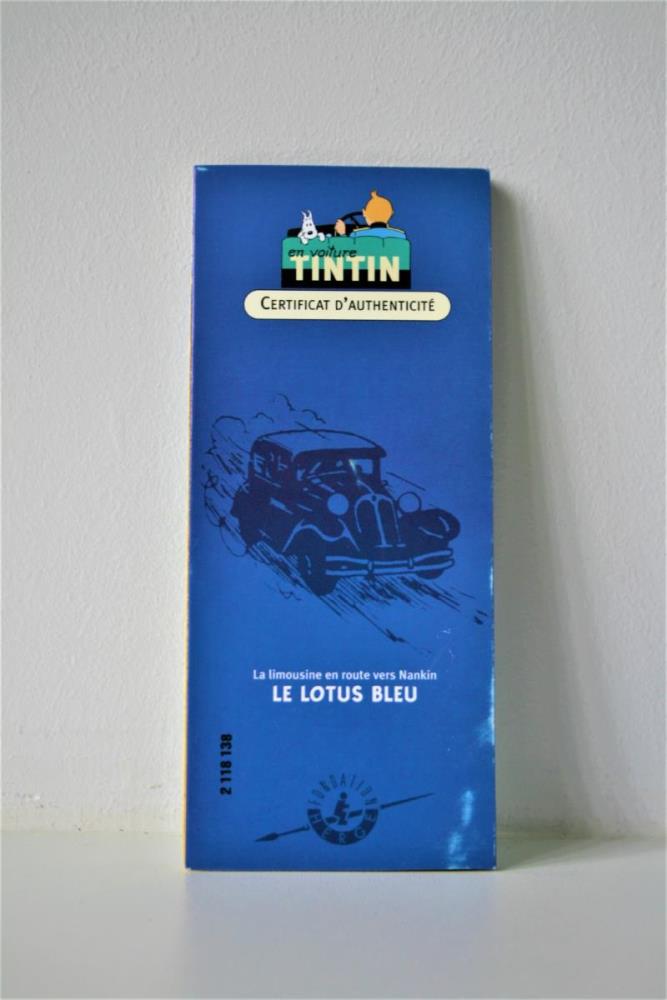 en voiture
TINTIN
CERTIFICAT D'AUTHENTICITÉ
La limousine en route vers Nankin
LE LOTUS BLEU
2 118 138
FONDATION
HERGÉ